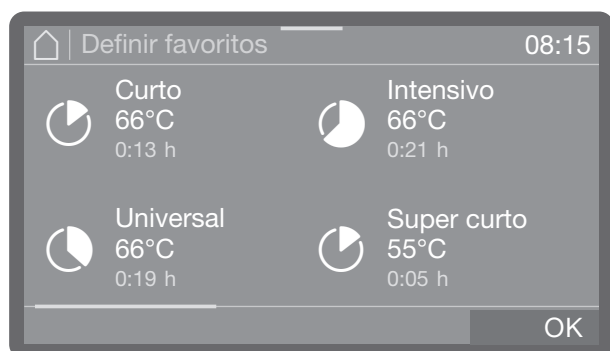 Definir favoritos 08:15
Curto
66°C
0:13 h
Intensivo
66°C
0:21 h
Universal
66°C
0:19 h
Super curto
55°C
0:05 h
OK